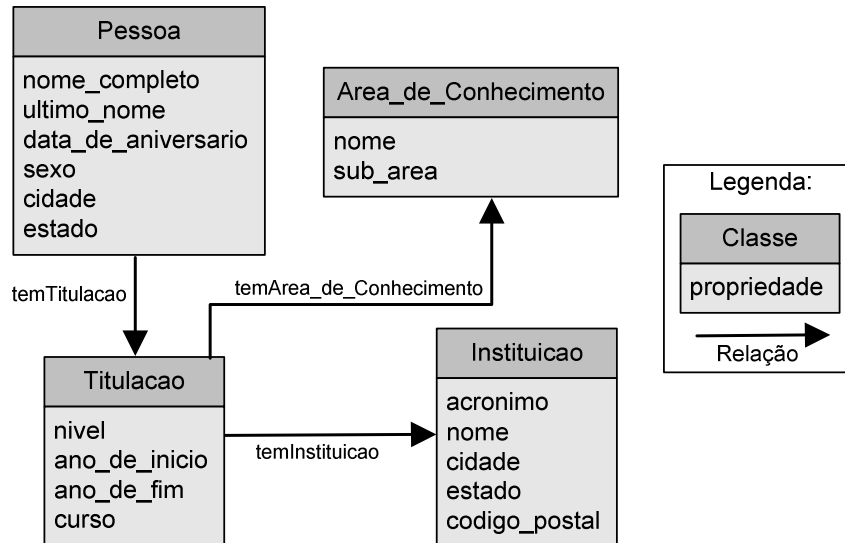 Pessoa
nome_completo
ultimo_nome
data_de_aniversario
sexo
cidade
estado
Area_de_Conhecimento
nome
sub_area
Legenda:
Classe
propriedade
Relação
temTitulacao
temArea_de_Conhecimento
Titulacao
nivel
ano_de_inicio
ano_de_fim
curso
temInstituicao
Instituicao
acronimo
nome
cidade
estado
codigo_postal